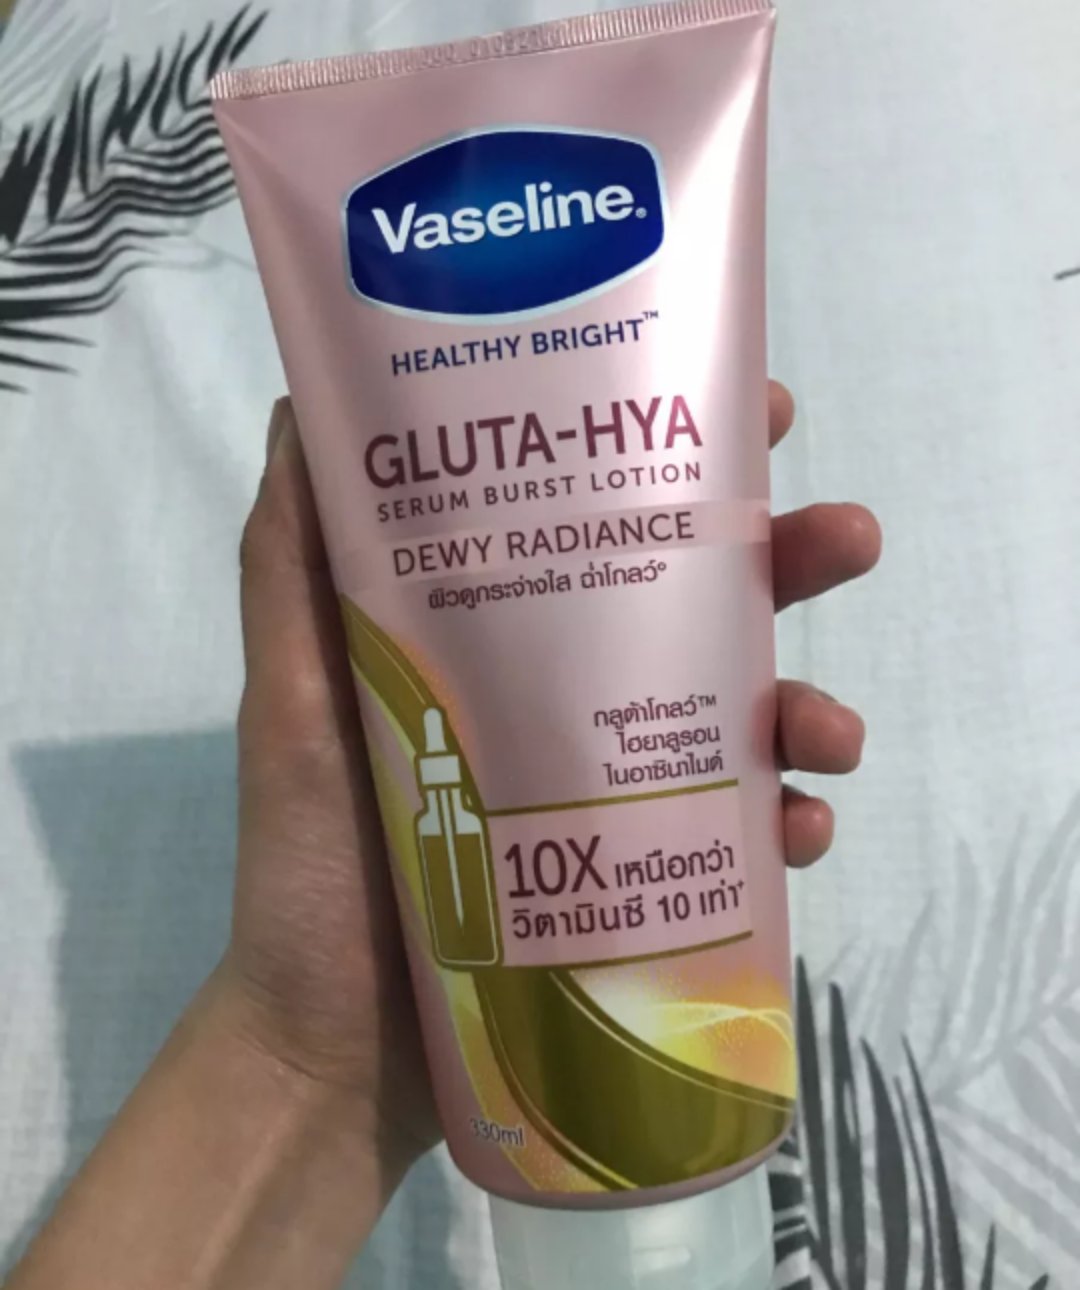 Vaseline®
HEALTHY BRIGHT™
GLUTA-HYA
SERUM BURST LOTION
DEWY RADIANCE
ผิวดูกระจ่างใส ฉ่ำโกลว์°
กลูต้าโกลว์™
ไฮยาลูรอน
ไนอาซินาไมด์
10X เหนือกว่า
วิตามินซี 10 เท่า⁺
330ml